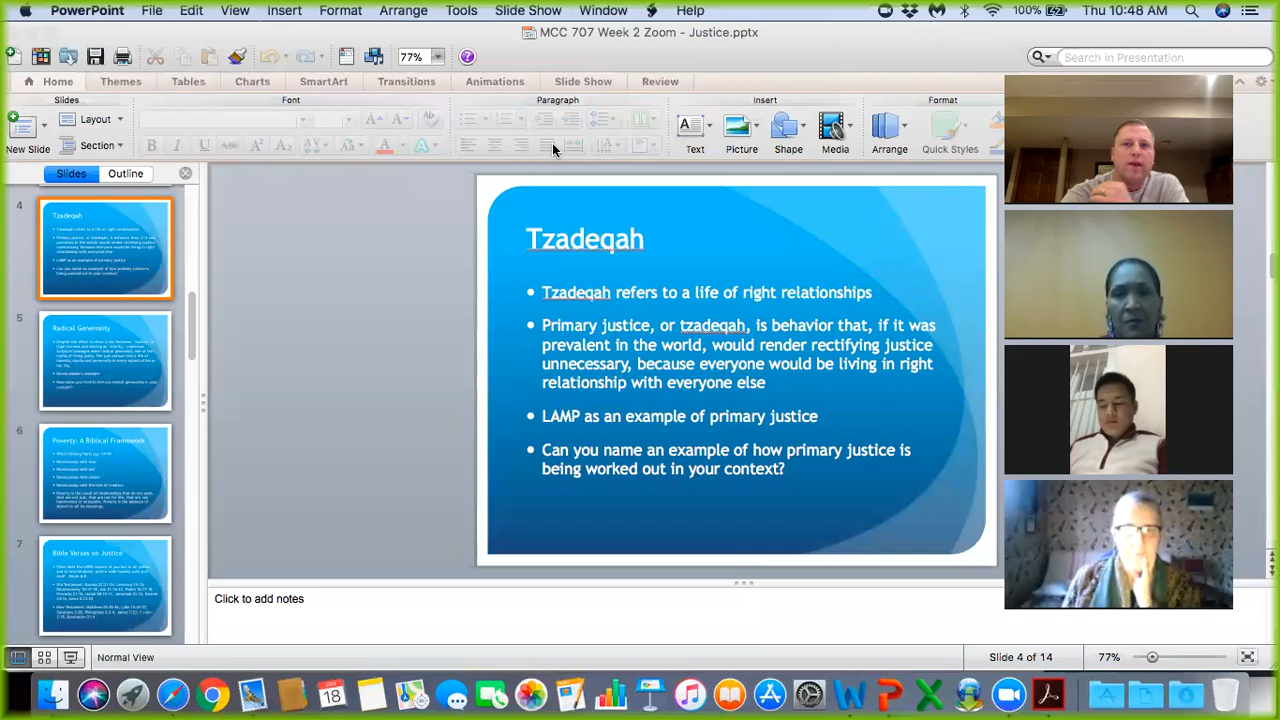 PowerPoint File Edit View Insert Format Arrange Tools Slide Show Window Help 100% Thu 10:48 AM
MCC 707 Week 2 Zoom - Justice.pptx
77% Search in Presentation
Home Themes Tables Charts SmartArt Transitions Animations Slide Show Review
Slides Font Paragraph Insert Format
Layout
New Slide Section Text Picture Shape Media Arrange Quick Styles
Slides Outline
4
Tzadeqah
5
Radical Generosity
6
Poverty: A Biblical Framework
7
Bible Verses on Justice
Tzadeqah
• Tzadeqah refers to a life of right relationships
• Primary justice, or tzadeqah, is behavior that, if it was
prevalent in the world, would render rectifying justice
unnecessary, because everyone would be living in right
relationship with everyone else
• LAMP as an example of primary justice
• Can you name an example of how primary justice is
being worked out in your context?
Click to add notes
Normal View Slide 4 of 14 77%
JAN
18